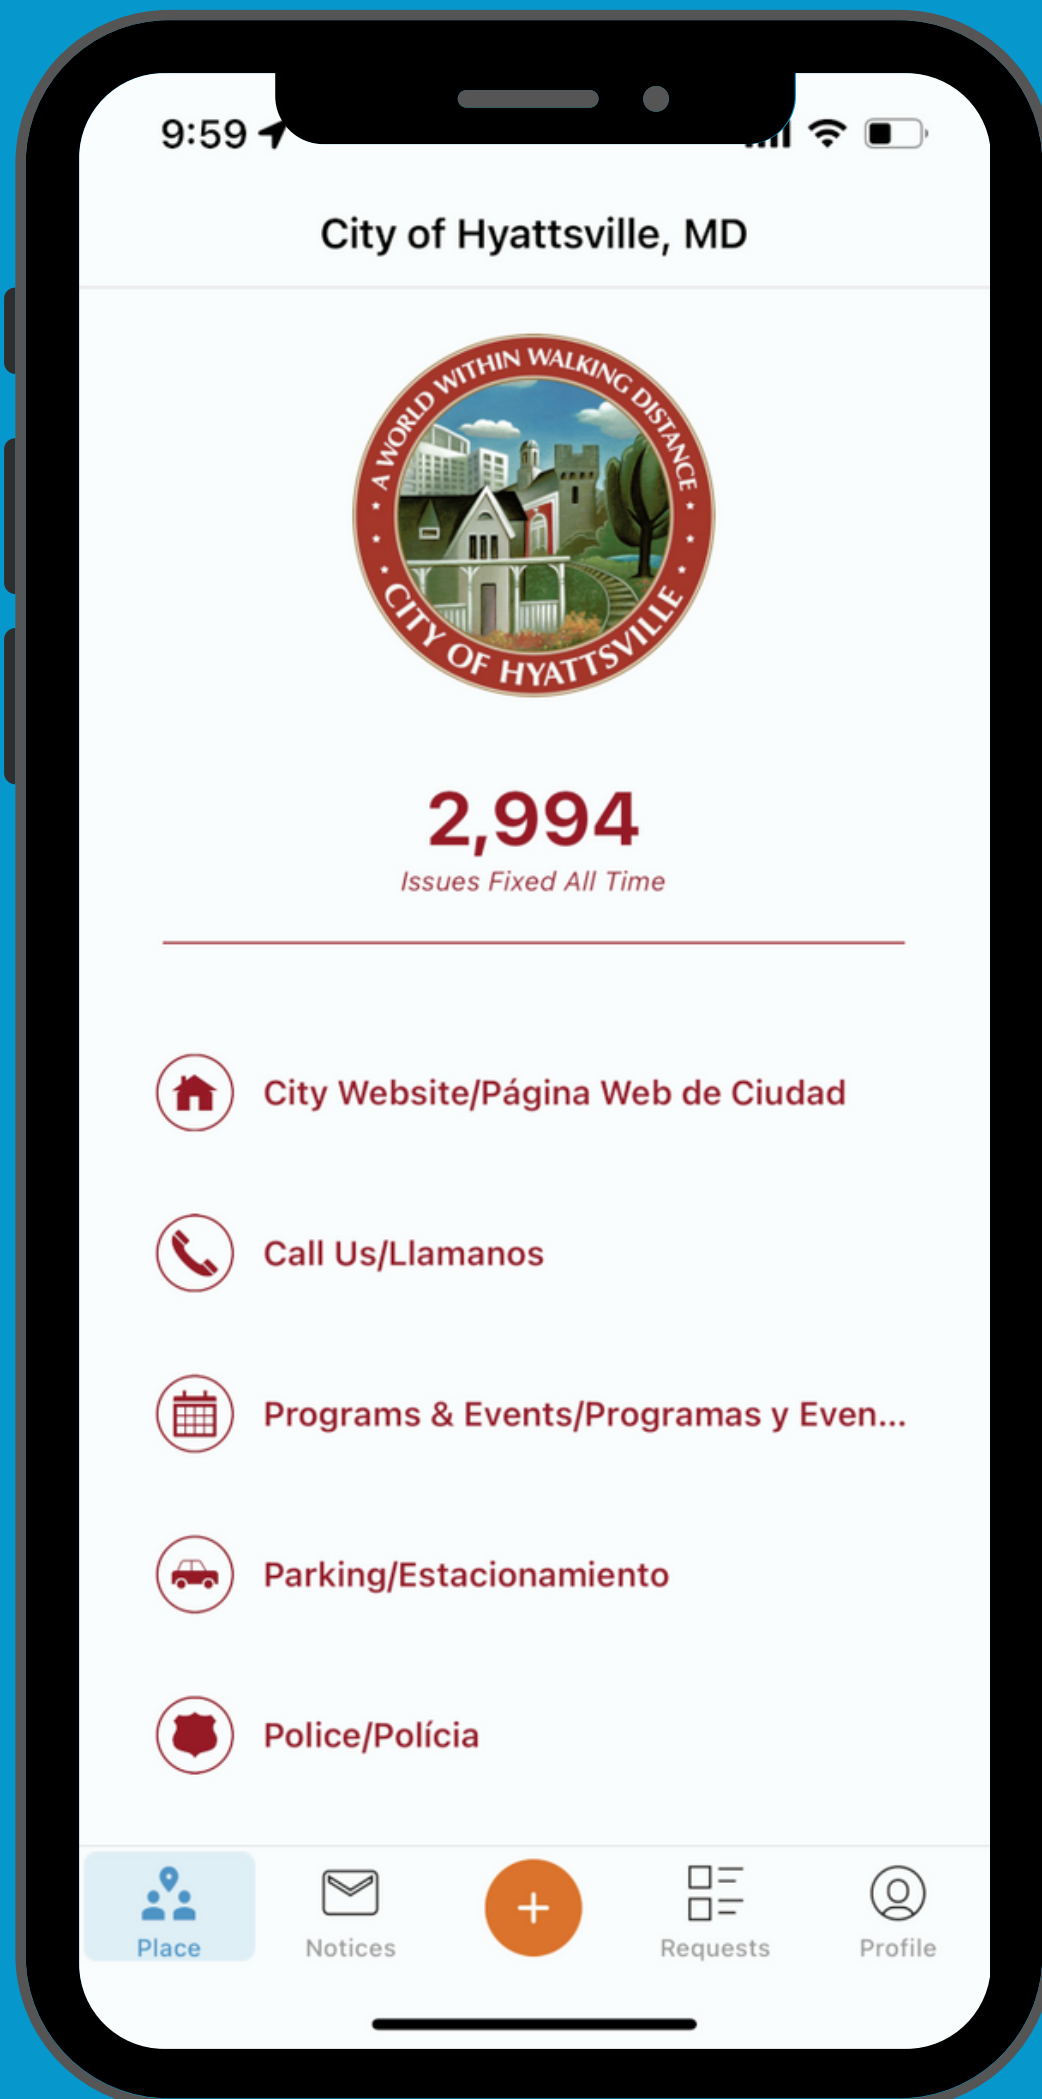 9:59
City of Hyattsville, MD
A WORLD WITHIN WALKING DISTANCE
CITY OF HYATTSVILLE
2,994
Issues Fixed All Time
City Website/Página Web de Ciudad
Call Us/Llamanos
Programs & Events/Programas y Even...
Parking/Estacionamiento
Police/Polícia
Place
Notices
+
Requests
Profile